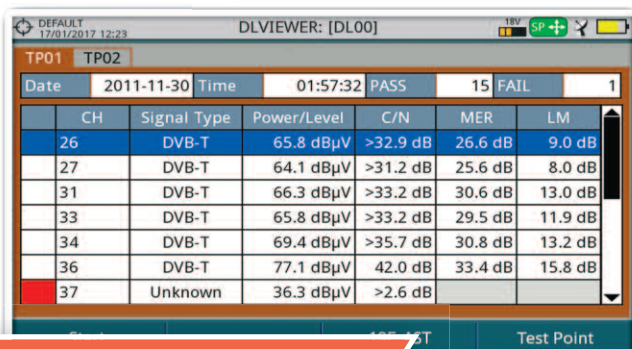 DEFAULT
17/01/2017 12:23
DLVIEWER: [DL00]
18V
SP
TP01 TP02
Date 2011-11-30 Time 01:57:32 PASS 15 FAIL 1
CH Signal Type Power/Level C/N MER LM
26 DVB-T 65.8 dBµV >32.9 dB 26.6 dB 9.0 dB
27 DVB-T 64.1 dBµV >31.2 dB 25.6 dB 8.0 dB
31 DVB-T 66.3 dBµV >33.2 dB 30.6 dB 13.0 dB
33 DVB-T 65.8 dBµV >33.2 dB 29.5 dB 11.9 dB
34 DVB-T 69.4 dBµV >35.7 dB 30.8 dB 13.2 dB
36 DVB-T 77.1 dBµV 42.0 dB 33.4 dB 15.8 dB
37 Unknown 36.3 dBµV >2.6 dB
Test Point